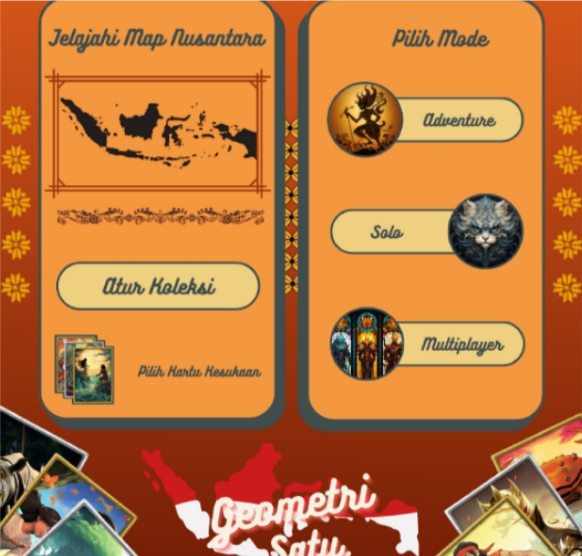 Jelajahi Map Nusantara
Atur Koleksi
Pilih Kartu Kesukaan
Pilih Mode
Adventure
Solo
Multiplayer
Geometri
Satu